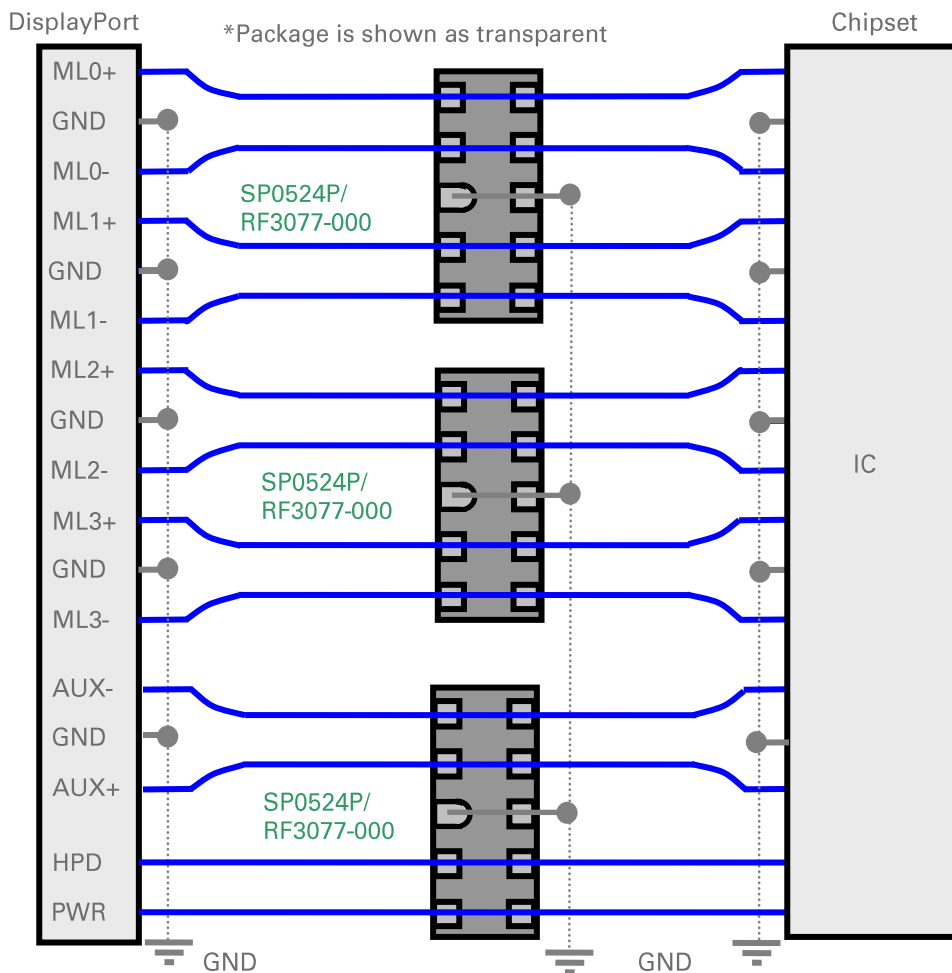 DisplayPort
*Package is shown as transparent
Chipset
ML0+
GND
ML0-
SP0524P/
RF3077-000
ML1+
GND
ML1-
ML2+
GND
ML2-
IC
SP0524P/
RF3077-000
ML3+
GND
ML3-
AUX-
GND
AUX+
SP0524P/
RF3077-000
HPD
PWR
GND
GND